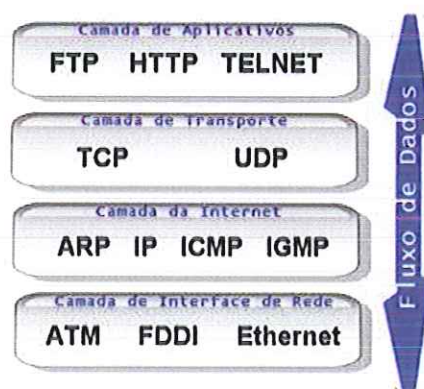 Camada de Aplicativos
FTP HTTP TELNET
Camada de Transporte
TCP UDP
Camada da Internet
ARP IP ICMP IGMP
Camada de Interface de Rede
ATM FDDI Ethernet
Fluxo de Dados